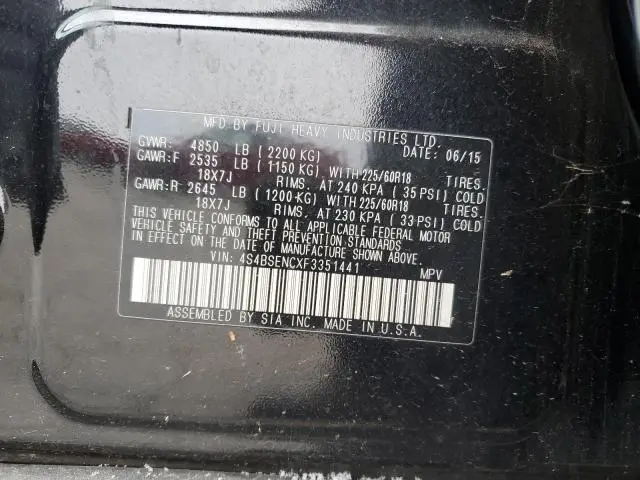 MFD BY FUJI HEAVY INDUSTRIES LTD.
GVWR: 4850 LB (2200 KG) DATE: 06/15
GAWR:F 2535 LB (1150 KG) WITH 225/60R18 TIRES.
18X7J RIMS. AT 240 KPA (35 PSI) COLD
GAWR:R 2645 LB (1200 KG) WITH 225/60R18 TIRES.
18X7J RIMS. AT 230 KPA (33 PSI) COLD
THIS VEHICLE CONFORMS TO ALL APPLICABLE FEDERAL MOTOR
VEHICLE SAFETY AND THEFT PREVENTION STANDARDS
IN EFFECT ON THE DATE OF MANUFACTURE SHOWN ABOVE.
VIN: 4S4BSENCXF3351441 MPV
ASSEMBLED BY SIA INC. MADE IN U.S.A.